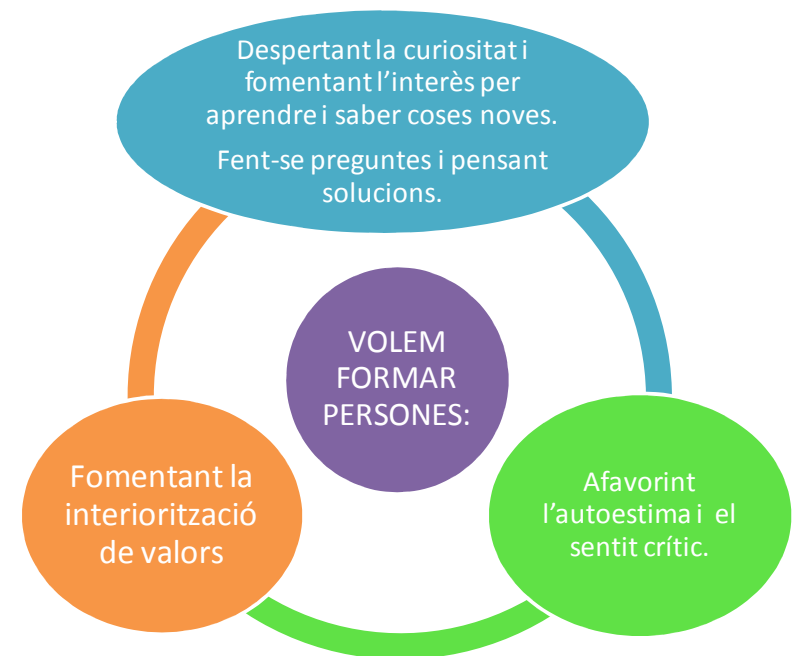 Despertant la curiositat i
fomentant l’interès per
aprendre i saber coses noves.
Fent-se preguntes i pensant
solucions.
VOLEM
FORMAR
PERSONES:
Fomentant la
interiorització
de valors
Afavorint
l’autoestima i el
sentit crític.